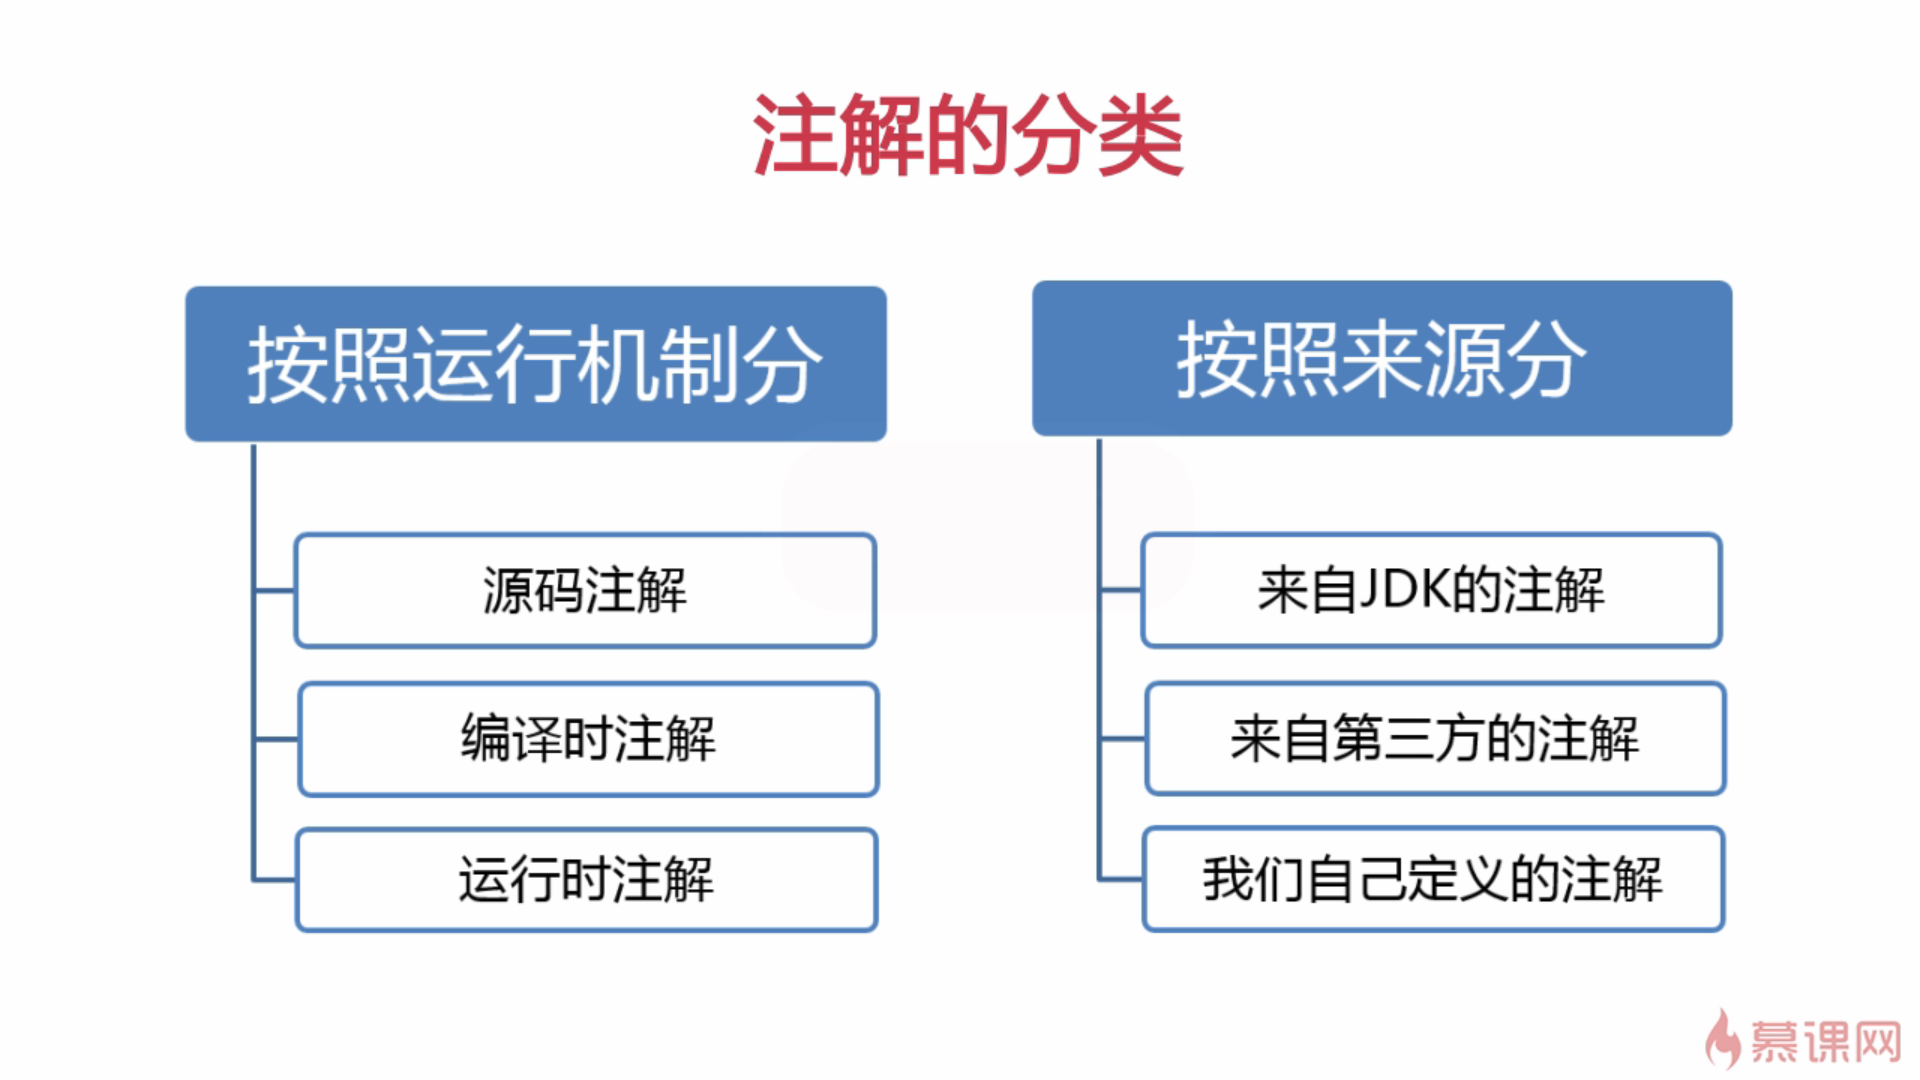 注解的分类
按照运行机制分
源码注解
编译时注解
运行时注解
按照来源分
来自JDK的注解
来自第三方的注解
我们自己定义的注解
慕课网